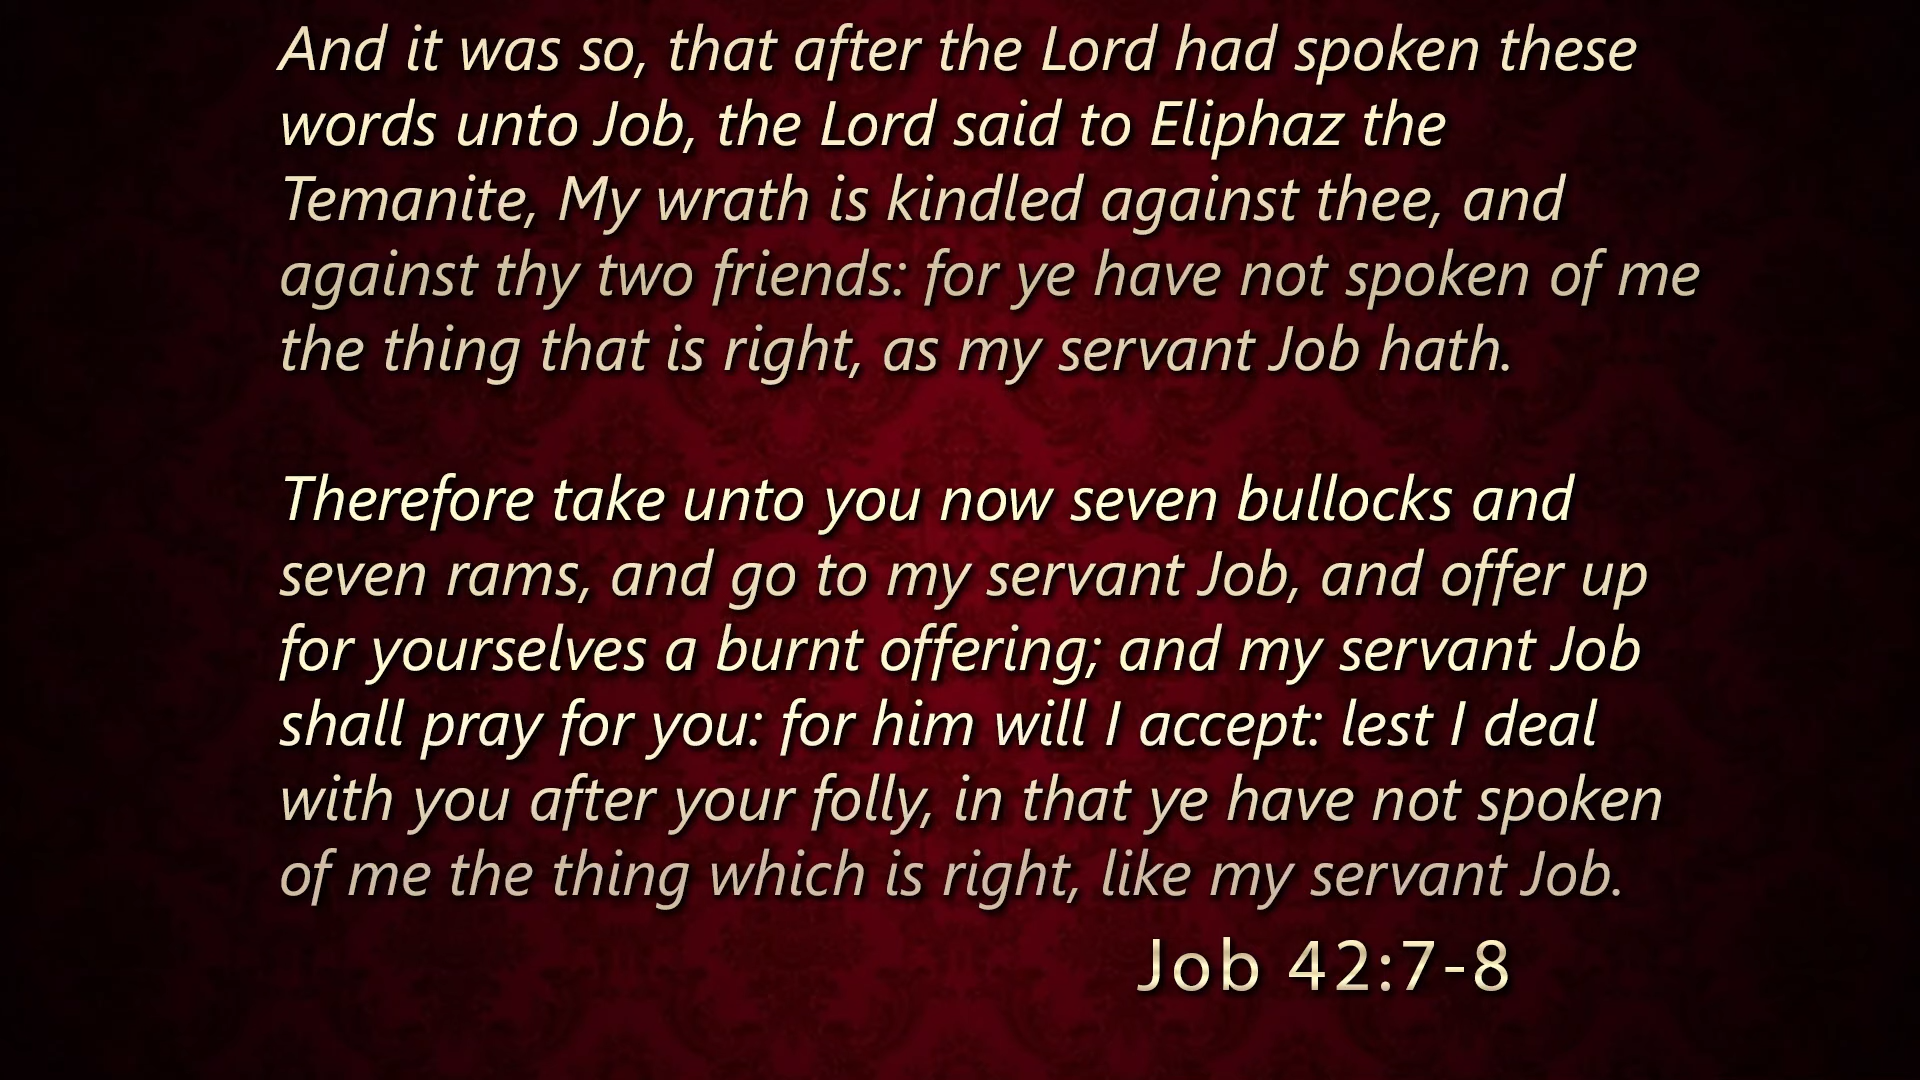 And it was so, that after the Lord had spoken these
words unto Job, the Lord said to Eliphaz the
Temanite, My wrath is kindled against thee, and
against thy two friends: for ye have not spoken of me
the thing that is right, as my servant Job hath.
Therefore take unto you now seven bullocks and
seven rams, and go to my servant Job, and offer up
for yourselves a burnt offering; and my servant Job
shall pray for you: for him will I accept: lest I deal
with you after your folly, in that ye have not spoken
of me the thing which is right, like my servant Job.
Job 42:7-8